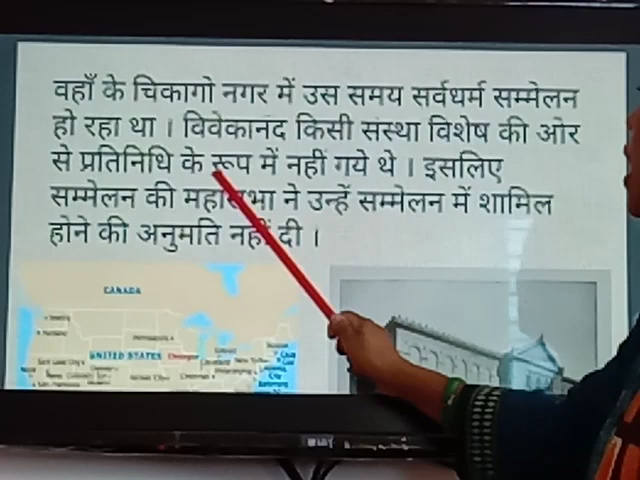 वहाँ के चिकागो नगर में उस समय सर्वधर्म सम्मेलन
हो रहा था । विवेकानंद किसी संस्था विशेष की ओर
से प्रतिनिधि के रूप में नहीं गये थे । इसलिए
सम्मेलन की महासभा ने उन्हें सम्मेलन में शामिल
होने की अनुमति नहीं दी ।
CANADA
UNITED STATES Chicago